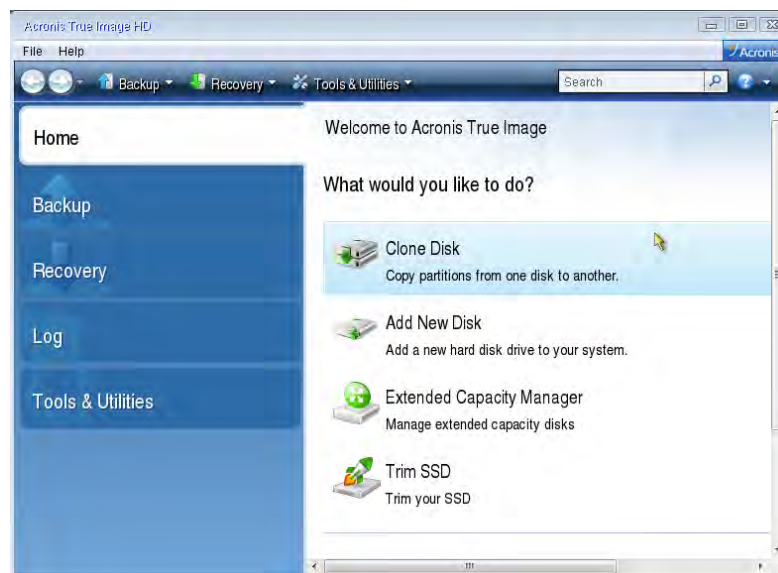 Acronis True Image HD
File Help
Acronis
Backup Recovery Tools & Utilities Search
Home
Backup
Recovery
Log
Tools & Utilities
Welcome to Acronis True Image
What would you like to do?
Clone Disk
Copy partitions from one disk to another.
Add New Disk
Add a new hard disk drive to your system.
Extended Capacity Manager
Manage extended capacity disks
Trim SSD
Trim your SSD